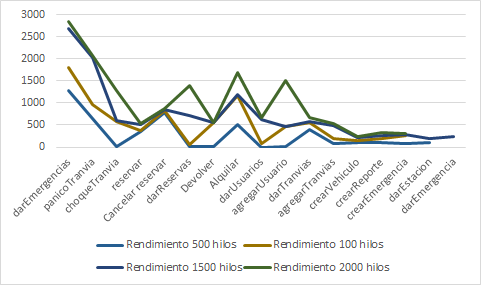 3000
2500
2000
1500
1000
500
0
darEmergencias
panicoTranvia
choqueTranvia
reservar
Cancelar reservar
darReservas
Devolver
Alquilar
darUsuarios
agregarUsuario
darTranvias
agregarTranvias
crearVehiculo
crearReporte
crearEmergencia
darEstacion
darEmergencia
Rendimiento 500 hilos
Rendimiento 100 hilos
Rendimiento 1500 hilos
Rendimiento 2000 hilos